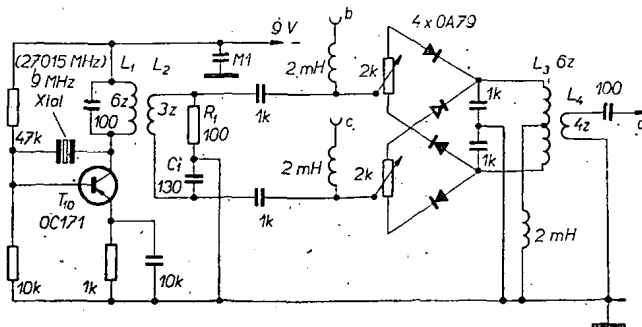 (27015 MHz)
9 MHz
Xtal
L1
6z
100
L2
3z
9 V –
M1
b
2 mH
1k
R1
100
C1
130
1k
c
2 mH
2k
2k
4 x OA79
1k
1k
L3 6z
L4
4z
100
2 mH
47k
T10
OC171
10k
1k
10k